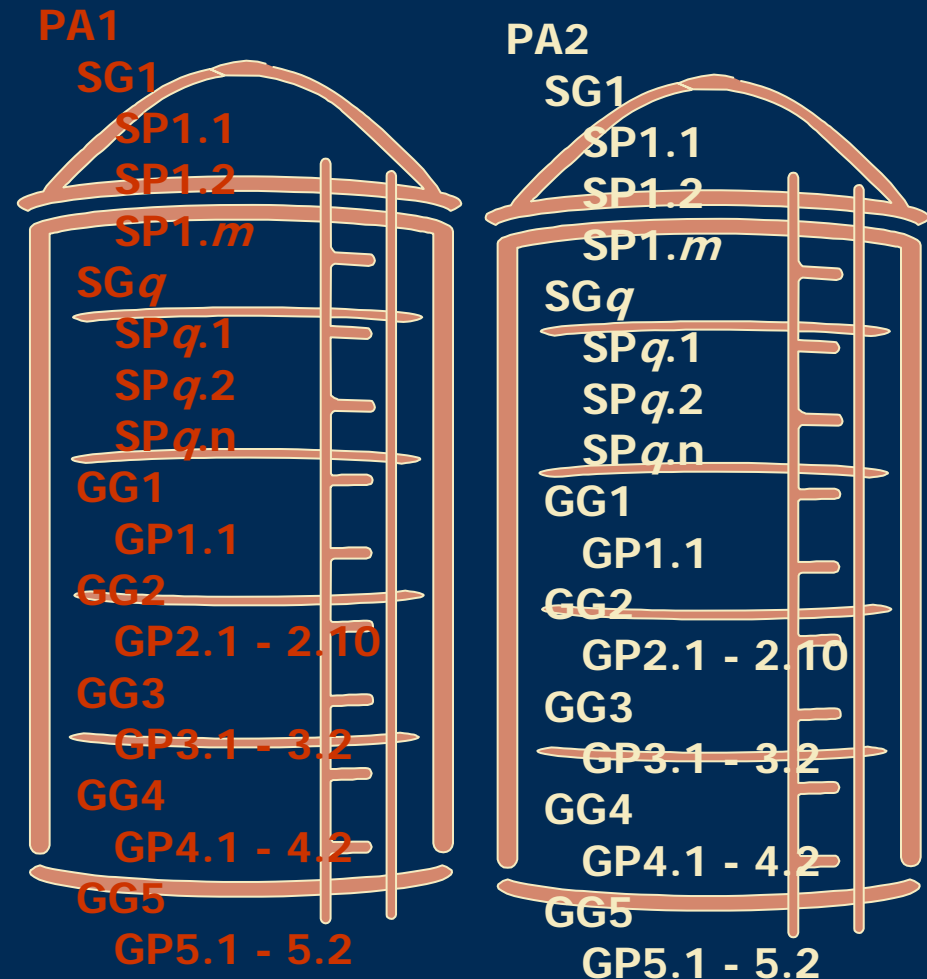 PA1
SG1
SP1.1
SP1.2
SP1.m
SGq
SPq.1
SPq.2
SPq.n
GG1
GP1.1
GG2
GP2.1 - 2.10
GG3
GP3.1 - 3.2
GG4
GP4.1 - 4.2
GG5
GP5.1 - 5.2
PA2
SG1
SP1.1
SP1.2
SP1.m
SGq
SPq.1
SPq.2
SPq.n
GG1
GP1.1
GG2
GP2.1 - 2.10
GG3
GP3.1 - 3.2
GG4
GP4.1 - 4.2
GG5
GP5.1 - 5.2